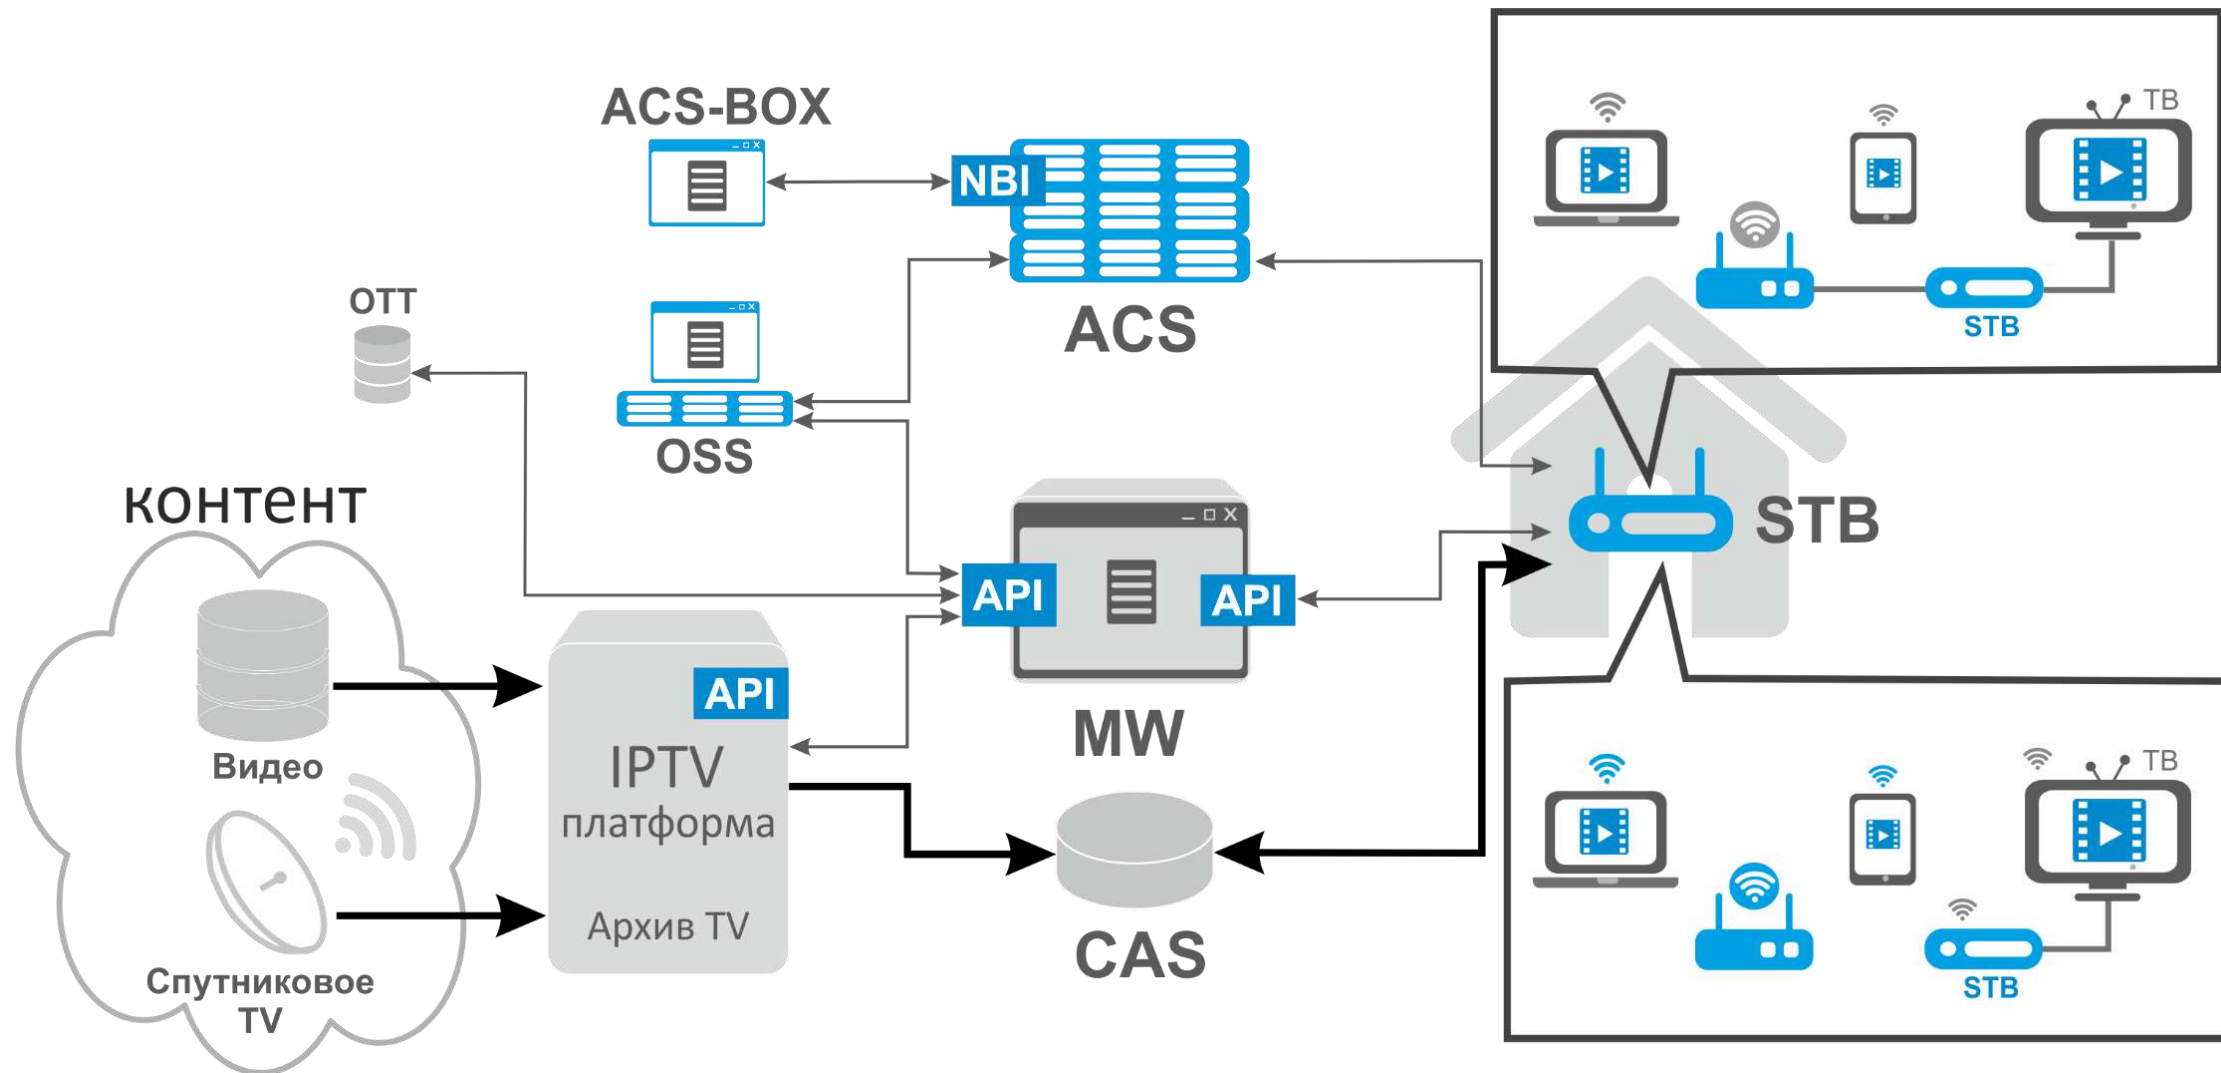 ACS-BOX
NBI
ACS
ТВ
STB
OTT
OSS
STB
контент
API
API
MW
API
IPTV
платформа
Архив TV
Видео
Спутниковое
TV
CAS
ТВ
STB